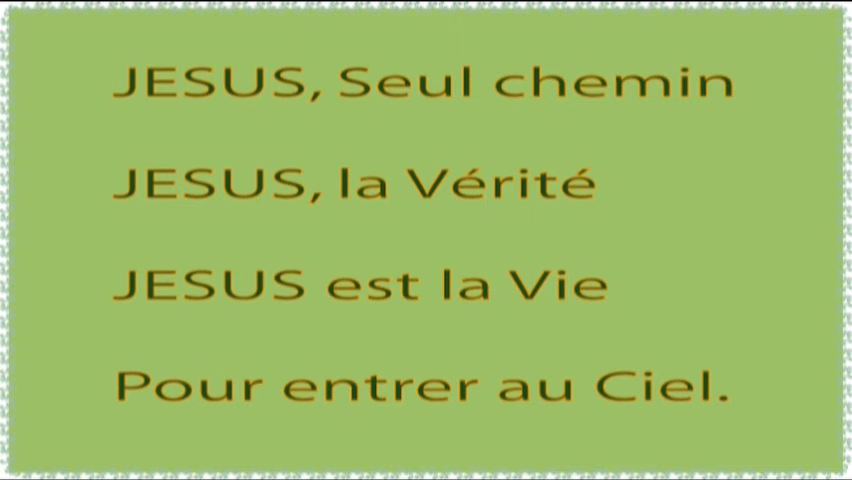 JESUS, Seul chemin
JESUS, la Vérité
JESUS est la Vie
Pour entrer au Ciel.